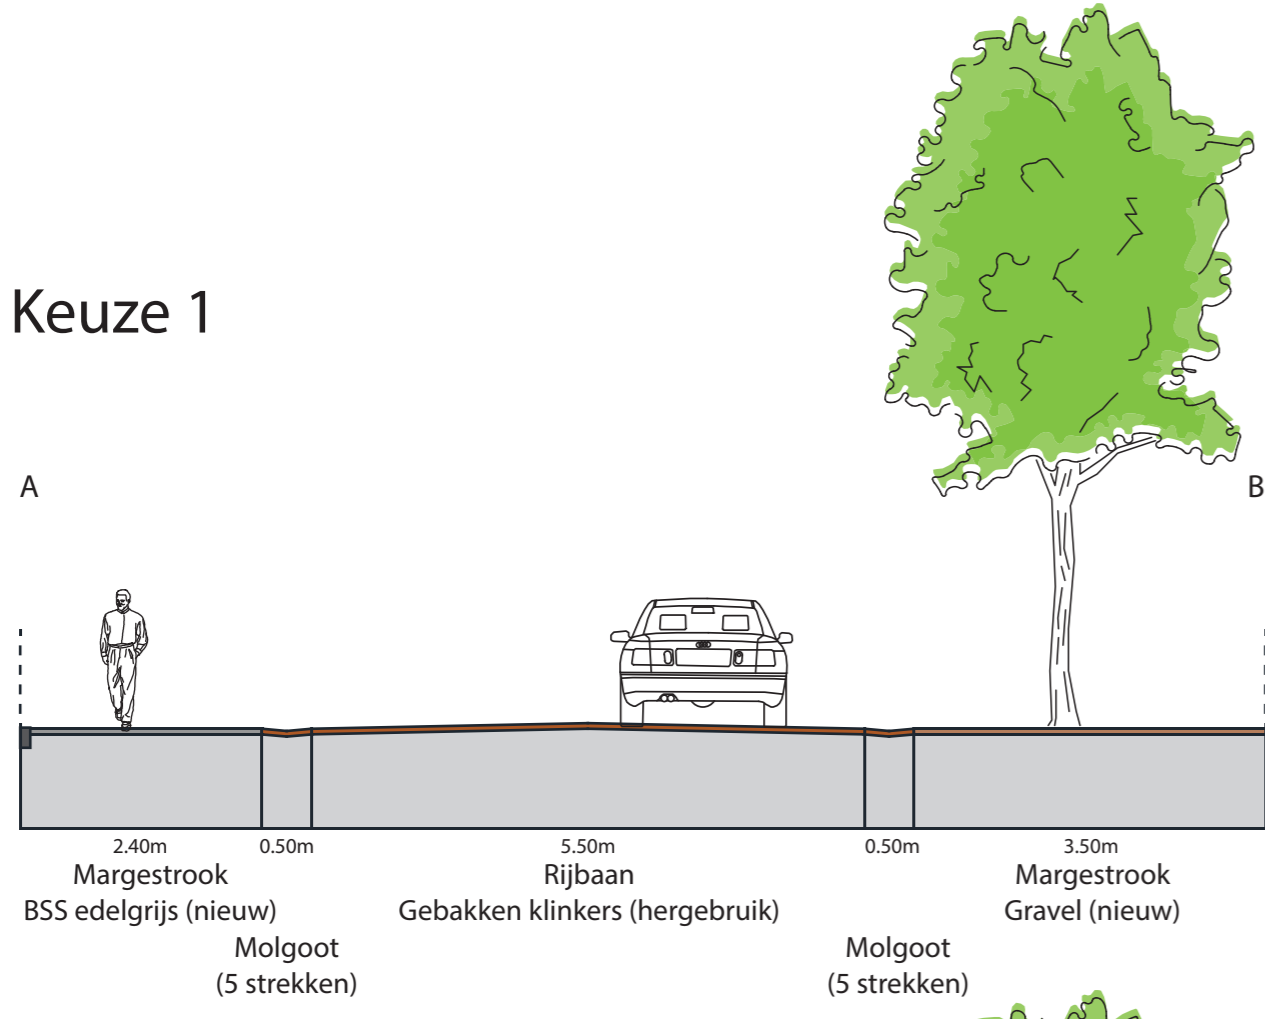 Keuze 1
A
B
2.40m
0.50m
5.50m
0.50m
3.50m
Margestrook
BSS edelgrijs (nieuw)
Rijbaan
Gebakken klinkers (hergebruik)
Margestrook
Gravel (nieuw)
Molgoot
(5 strekken)
Molgoot
(5 strekken)